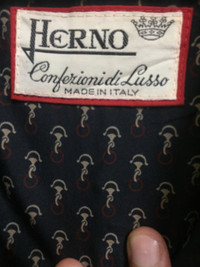 HERNO
Confezioni di Lusso
MADE IN ITALY